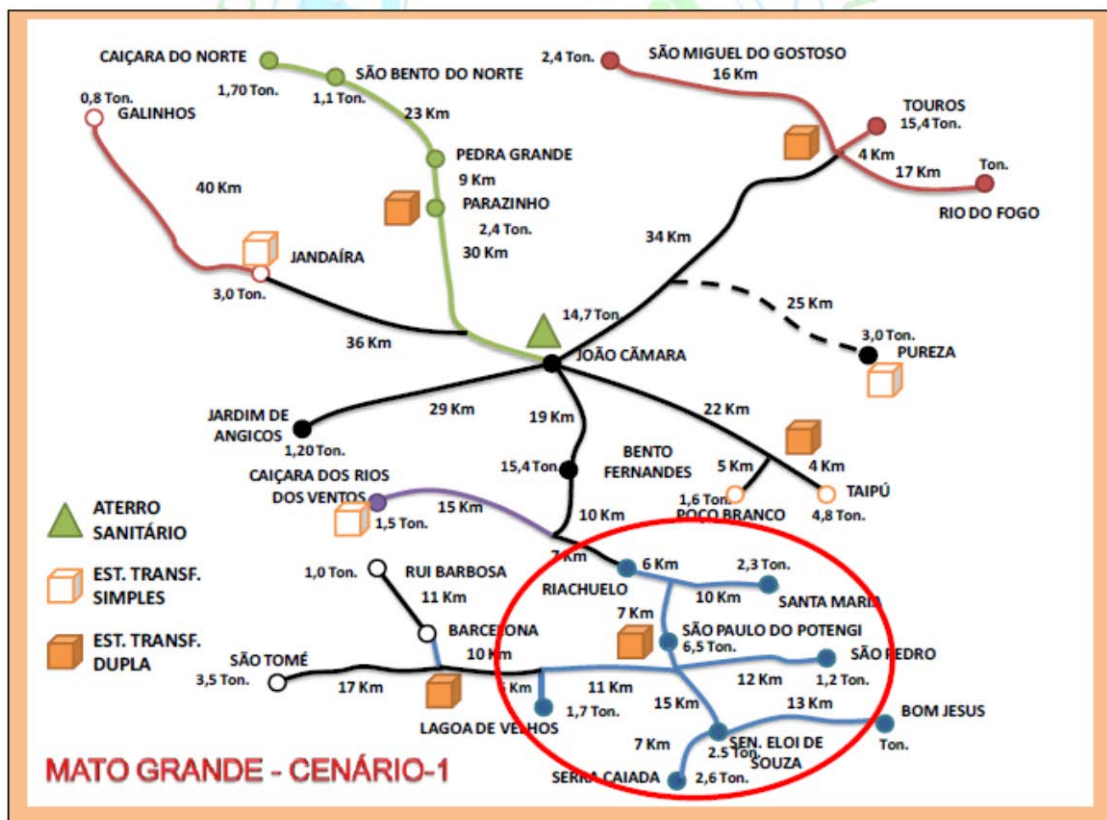 CAIÇARA DO NORTE
1,70 Ton.
SÃO BENTO DO NORTE
1,1 Ton.
23 Km
0,8 Ton.
GALINHOS
40 Km
PEDRA GRANDE
9 Km
PARAZINHO
2,4 Ton.
30 Km
JANDAÍRA
3,0 Ton.
36 Km
SÃO MIGUEL DO GOSTOSO
2,4 Ton.
16 Km
TOUROS
15,4 Ton.
4 Km
17 Km
Ton.
RIO DO FOGO
34 Km
25 Km
3,0 Ton.
PUREZA
14,7 Ton.
JOÃO CÂMARA
29 Km
JARDIM DE
ANGICOS
1,20 Ton.
19 Km
22 Km
BENTO
FERNANDES
15,4 Ton.
5 Km
4 Km
1,6 Ton.
POÇO BRANCO
TAIPÚ
4,8 Ton.
CAIÇARA DOS RIOS
DOS VENTOS
1,5 Ton.
15 Km
10 Km
7 Km
ATERRO
SANITÁRIO
EST. TRANSF.
SIMPLES
EST. TRANSF.
DUPLA
RIACHUELO
6 Km
2,3 Ton.
10 Km
SANTA MARIA
7 Km
SÃO PAULO DO POTENGI
6,5 Ton.
SÃO PEDRO
12 Km
1,2 Ton.
1,0 Ton.
RUI BARBOSA
11 Km
BARCELONA
10 Km
SÃO TOMÉ
3,5 Ton.
17 Km
Km
11 Km
LAGOA DE VELHOS
1,7 Ton.
15 Km
13 Km
BOM JESUS
Ton.
7 Km
2.5 Ton.
SEN. ELOI DE
SOUZA
SERRA CAIADA
2,6 Ton.
MATO GRANDE - CENÁRIO-1